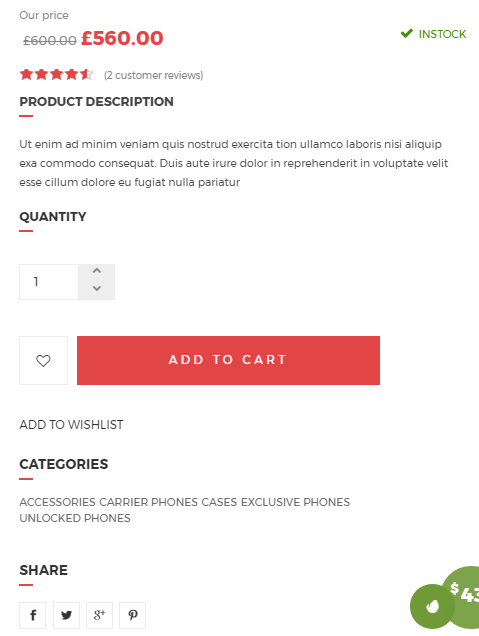 Our price
£600.00 £560.00
INSTOCK
(2 customer reviews)
PRODUCT DESCRIPTION
Ut enim ad minim veniam quis nostrud exercita tion ullamco laboris nisi aliquip
exa commodo consequat. Duis aute irure dolor in reprehenderit in voluptate velit
esse cillum dolore eu fugiat nulla pariatur
QUANTITY
1
ADD TO CART
ADD TO WISHLIST
CATEGORIES
ACCESSORIES CARRIER PHONES CASES EXCLUSIVE PHONES
UNLOCKED PHONES
SHARE
$43